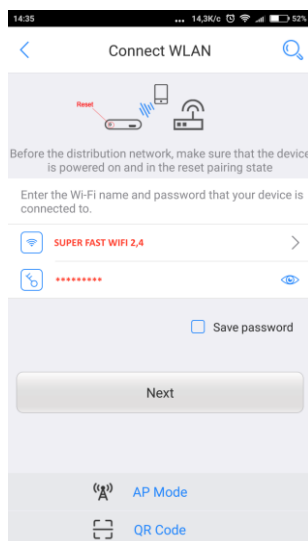 14:35 ... 14,3K/c 52%
Connect WLAN
Reset
Before the distribution network, make sure that the device
is powered on and in the reset pairing state
Enter the Wi-Fi name and password that your device is
connected to.
SUPER FAST WIFI 2,4
*********
Save password
Next
AP Mode
QR Code